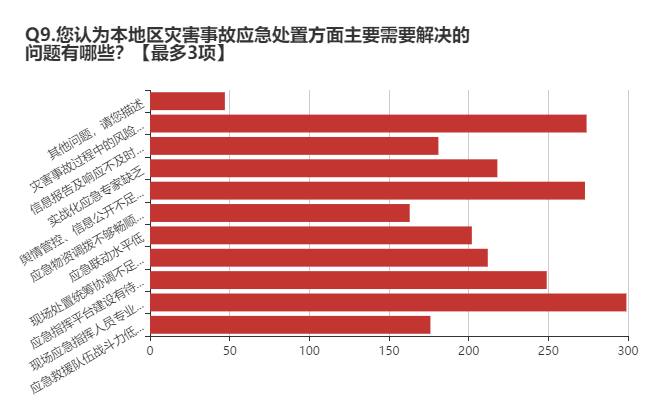 Q9.您认为本地区灾害事故应急处置方面主要需要解决的
问题有哪些？【最多3项】
其他问题，请您描述
灾害事故过程中的风险...
信息报告及响应不及时...
实战化应急专家缺乏
舆情管控、信息公开不足...
应急物资调拨不够畅顺...
应急联动水平低
现场处置统筹协调不足...
应急指挥平台建设有待...
现场应急指挥人员专业...
应急救援队伍战斗力低...
0 50 100 150 200 250 300